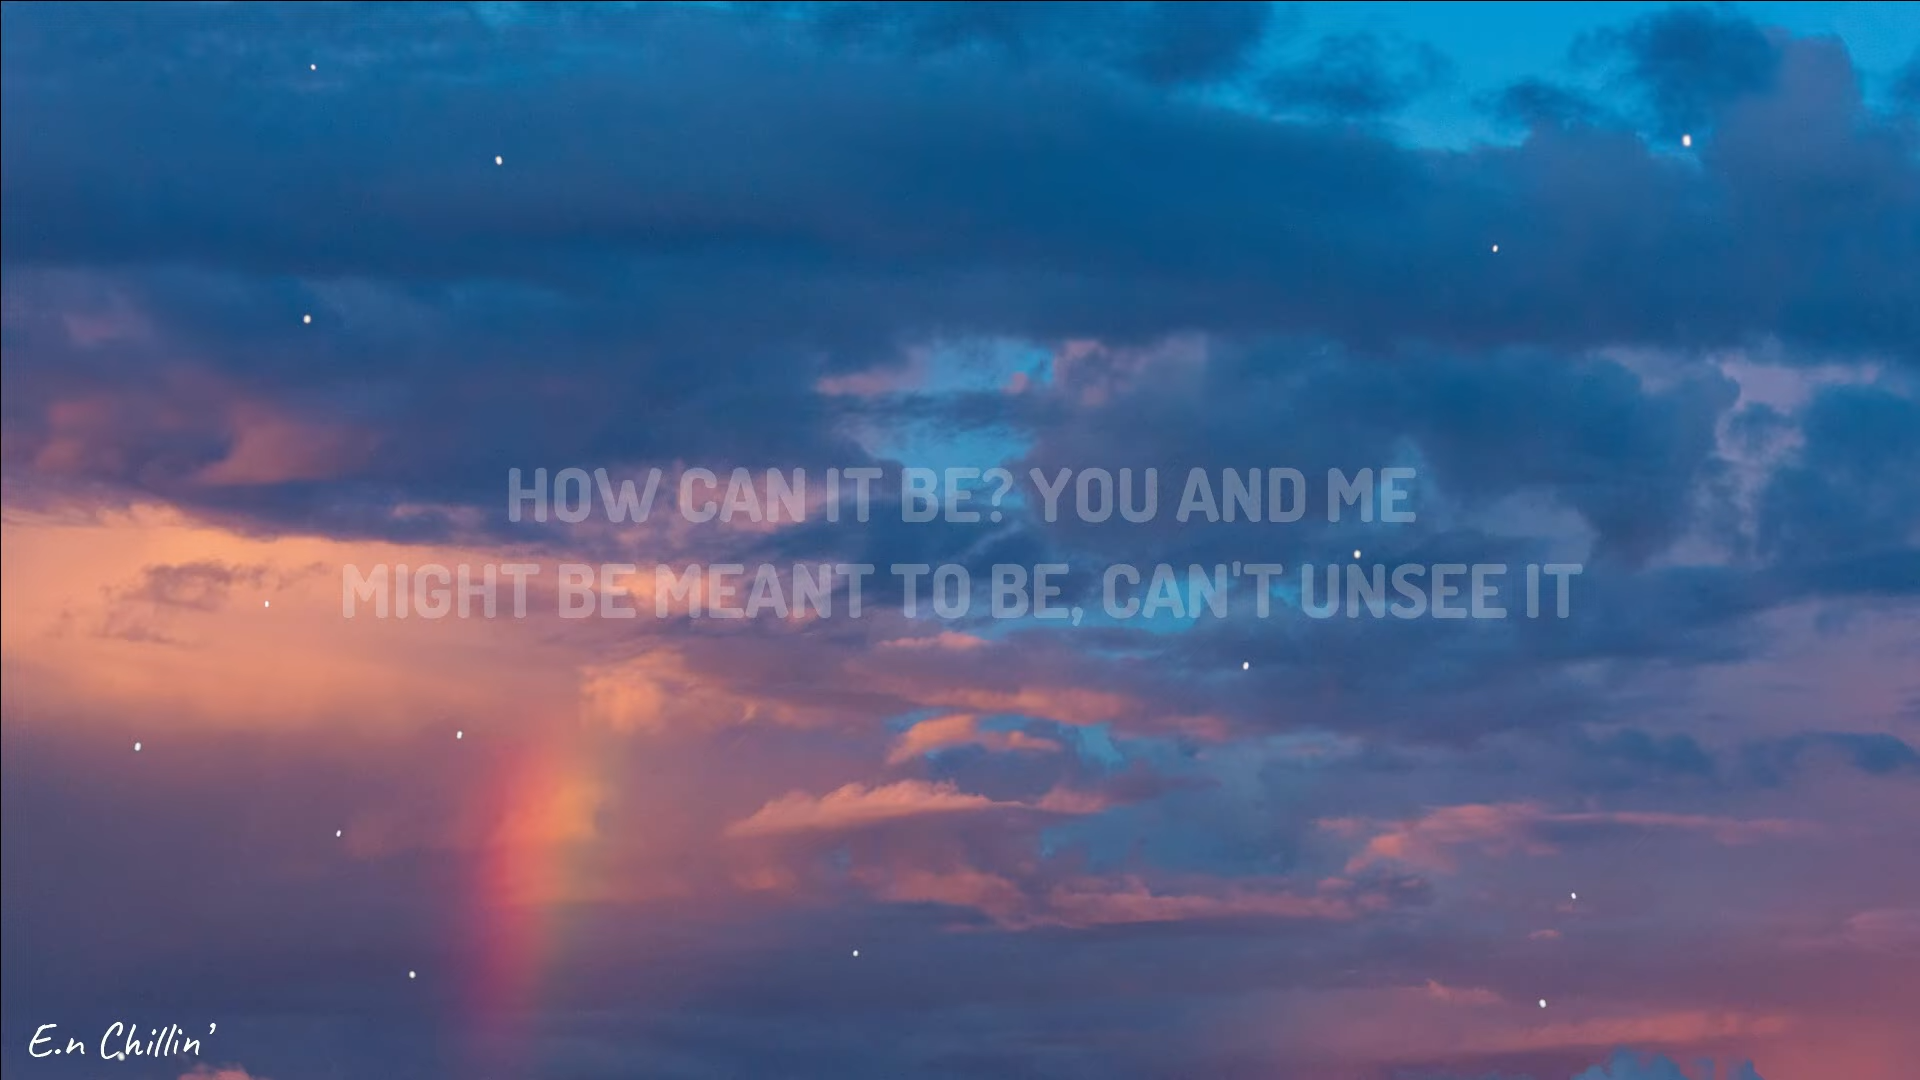 HOW CAN IT BE? YOU AND ME
MIGHT BE MEANT TO BE, CAN'T UNSEE IT
E.n Chillin'